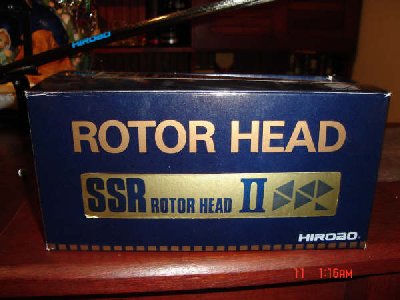 HIROBO
ROTOR HEAD
SSR ROTOR HEAD II
HIROBO
11 1:16AM